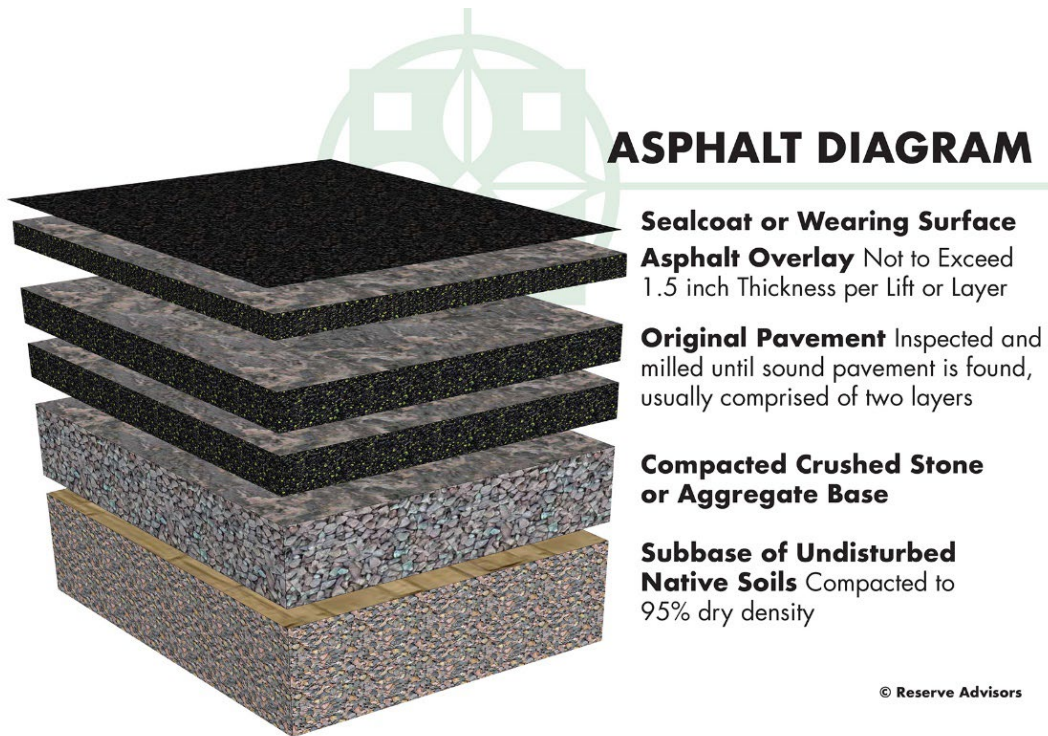 ASPHALT DIAGRAM
Sealcoat or Wearing Surface
Asphalt Overlay Not to Exceed
1.5 inch Thickness per Lift or Layer
Original Pavement Inspected and
milled until sound pavement is found,
usually comprised of two layers
Compacted Crushed Stone
or Aggregate Base
Subbase of Undisturbed
Native Soils Compacted to
95% dry density
© Reserve Advisors